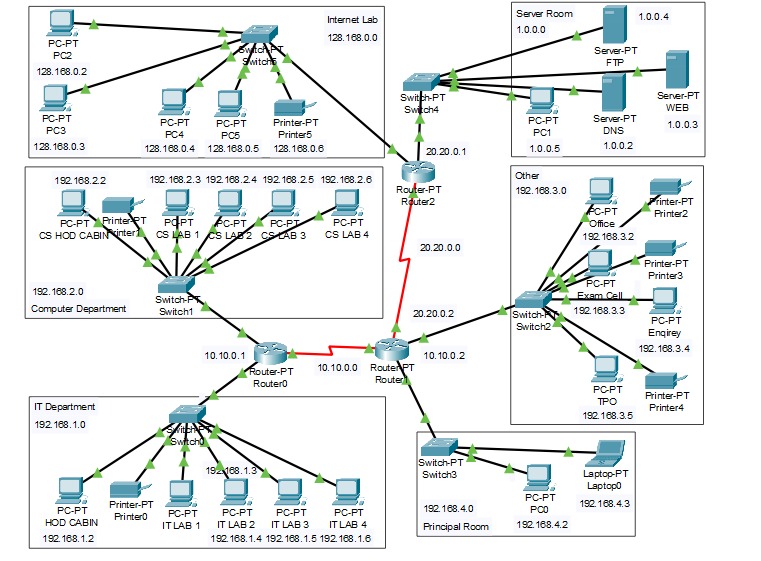 Internet Lab
128.168.0.0
PC-PT
PC2
128.168.0.2
Switch-PT
PC-PT
PC3
128.168.0.3
PC-PT
PC4
128.168.0.4
PC-PT
PC5
128.168.0.5
Printer-PT
Printer5
128.168.0.6
Server Room
1.0.0.0
1.0.0.4
Server-PT
FTP
Switch-PT
Switch4
Server-PT
WEB
1.0.0.3
PC-PT
PC1
1.0.0.5
Server-PT
DNS
1.0.0.2
20.20.0.1
Router-PT
Router2
20.20.0.0
20.20.0.2
192.168.2.2
192.168.2.3
192.168.2.4
192.168.2.5
192.168.2.6
PC-PT
CS HOD CABIN
Printer-PT
PC-PT
CS LAB 1
PC-PT
CS LAB 2
PC-PT
CS LAB 3
PC-PT
CS LAB 4
192.168.2.0
Computer Department
Switch-PT
Switch1
Other
192.168.3.0
PC-PT
Office
192.168.3.2
Printer-PT
Printer2
PC-PT
Exam Cell
192.168.3.3
Printer-PT
Printer3
Switch-PT
Switch2
PC-PT
Enqirey
192.168.3.4
PC-PT
TPO
192.168.3.5
Printer-PT
Printer4
10.10.0.1
Router-PT
Router0
10.10.0.0
Router-PT
10.10.0.2
IT Department
192.168.1.0
Switch-PT
192.168.1.3
PC-PT
HOD CABIN
192.168.1.2
Printer-PT
Printer0
PC-PT
IT LAB 1
PC-PT
IT LAB 2
192.168.1.4
PC-PT
IT LAB 3
192.168.1.5
PC-PT
IT LAB 4
192.168.1.6
Switch-PT
Switch3
192.168.4.0
Principal Room
PC-PT
PC0
192.168.4.2
Laptop-PT
Laptop0
192.168.4.3